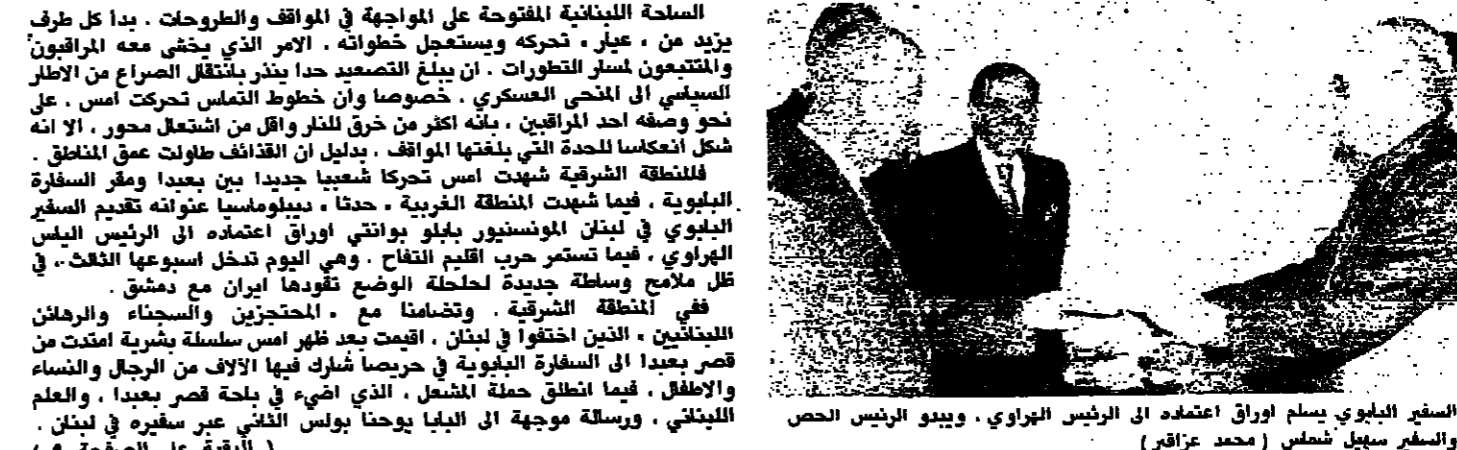 الساحة اللبنانية المفتوحة على المواجهة في المواقف والطروحات . بدأ كل طرف
يزيد من « عيار » تحركه ويستعجل خطواته . الامر الذي يخشى معه المراقبون
والمتتبعون لمسار التطورات . ان يبلغ التصعيد حدا ينذر بانتقال الصراع من الاطار
السياسي الى المنحى العسكري . خصوصا وان خطوط التماس تحركت امس . على
نحو وصفه احد المراقبين ، بانه اكثر من خرق للنار واقل من اشتعال محور ، الا انه
شكل انعكاسا للحدة التي بلغتها المواقف . بدليل ان القذائف طاولت عمق المناطق .
فللنطقة الشرقية شهدت امس تحركا شعبيا جديدا بين بعبدا ومقر السفارة
البابوية . فيما شهدت المنطقة الغربية « حدثا » ديبلوماسيا عنوانه تقديم السفير
البابوي في لبنان المونسنيور بابلو بوانتي اوراق اعتماده الى الرئيس الياس
الهراوي . فيما تستمر حرب اقليم التفاح . وهي اليوم تدخل اسبوعها الثالث ، في
ظل ملامح وساطة جديدة لحلحلة الوضع تقودها ايران مع دمشق .
ففي المنطقة الشرقية . وتضامنا مع « المحتجزين والسجناء والرهائن
اللبنانيين » الذين اختفوا في لبنان . اقيمت بعد ظهر امس سلسلة بشرية امتدت من
قصر بعبدا الى السفارة البابوية في حريصا شارك فيها الآلاف من الرجال والنساء
والاطفال . فيما انطلق حملة المشعل ، الذي اضيء في باحة قصر بعبدا . والعلم
اللبناني . ورسالة موجهة الى البابا يوحنا بولس الثاني عبر سفيره في لبنان .
( البقية على الصفحة
السفير البابوي يسلم اوراق اعتماده الى الرئيس الهراوي . ويبدو الرئيس الحص
والسفير سهيل شماس ( محمد عزاقير )